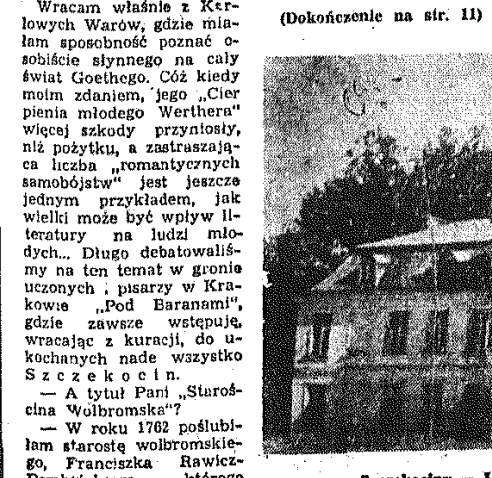 Wracam właśnie z Kar-
lowych Warów, gdzie mia-
łam sposobność poznać o-
sobiście słynnego na cały
świat Goethego. Cóż kiedy
moim zdaniem, jego „Cier
pienia młodego Werthera"
więcej szkody przyniosły,
niż pożytku, a zastraszają-
ca liczba „romantycznych
samobójstw" jest jeszcze
jednym przykładem, jak
wielki może być wpływ li-
teratury na ludzi mło-
dych... Długo debatowaliś-
my na ten temat w gronie
uczonych i pisarzy w Kra-
kowie „Pod Baranami",
gdzie zawsze wstępuję,
wracając z kuracji, do u-
kochanych nade wszystko
Szczekocin.
— A tytuł Pani „Staroś-
cina Wolbromska"?
— W roku 1762 poślubi-
łam starostę wolbromskie-
go, Franciszka Rawicz-
którego
(Dokończenie na str. 11)